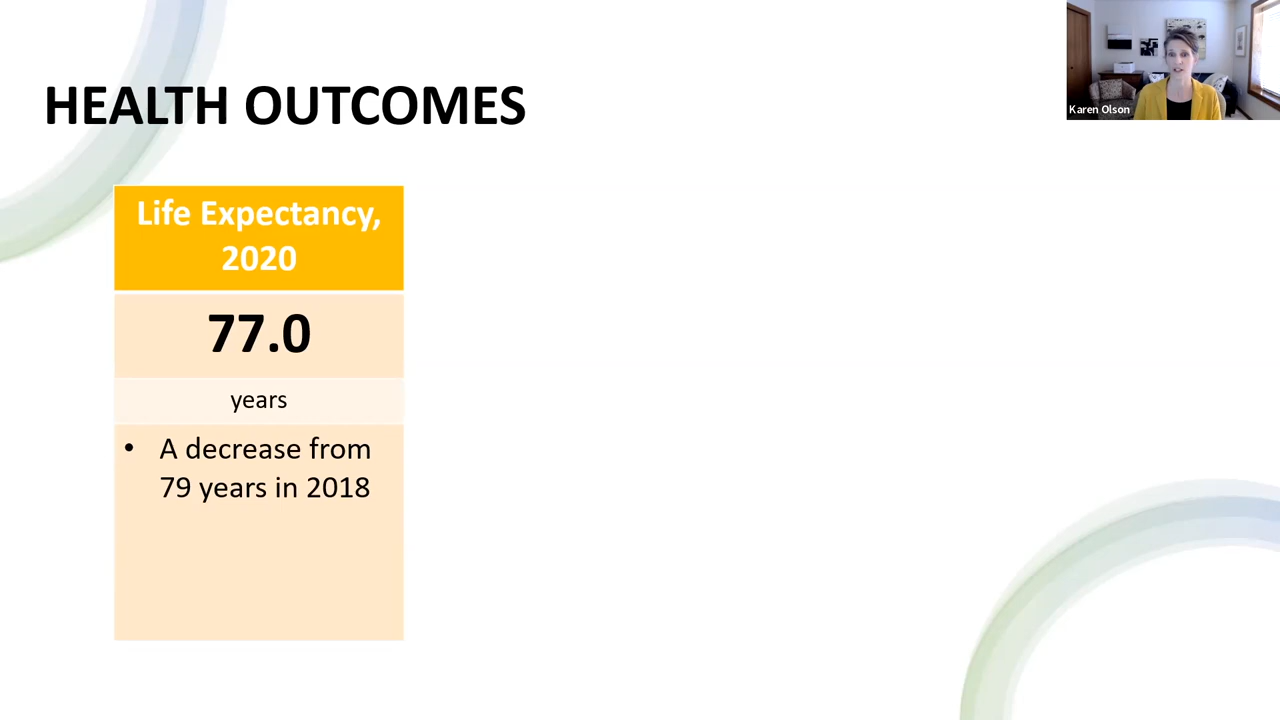 HEALTH OUTCOMES
Karen Olson
Life Expectancy,
2020
77.0
years
• A decrease from
79 years in 2018